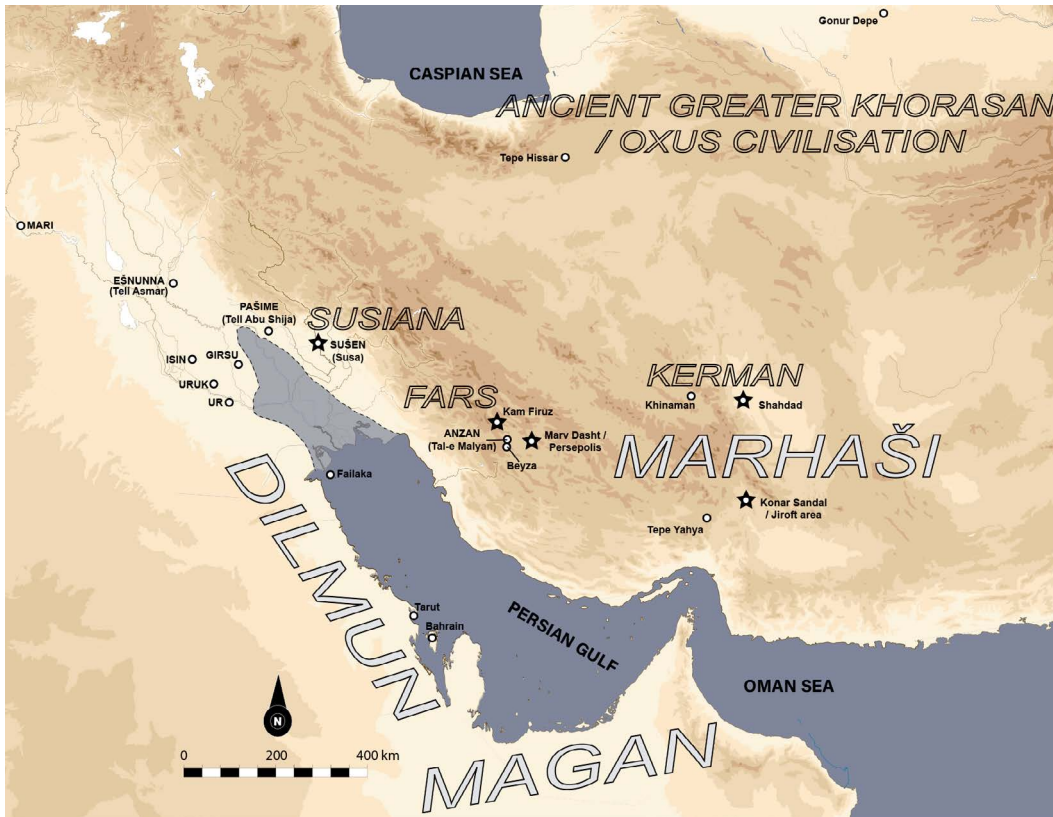 Gonur Depe
CASPIAN SEA
ANCIENT GREATER KHORASAN
/ OXUS CIVILISATION
Tepe Hissar
MARI
EŠNUNNA
(Tell Asmar)
PAŠIME
(Tell Abu Shija)
SUSIANA
SUŠEN
(Susa)
ISIN
GIRSU
URUK
UR
FARS
Kam Firuz
ANZAN
(Tal-e Malyan)
Beyza
Marv Dasht /
Persepolis
KERMAN
Khinaman
Shahdad
MARHAŠI
Konar Sandal
/ Jiroft area
Tepe Yahya
Failaka
DILMUN
Tarut
Bahrain
PERSIAN GULF
OMAN SEA
MAGAN
N
0 200 400 km